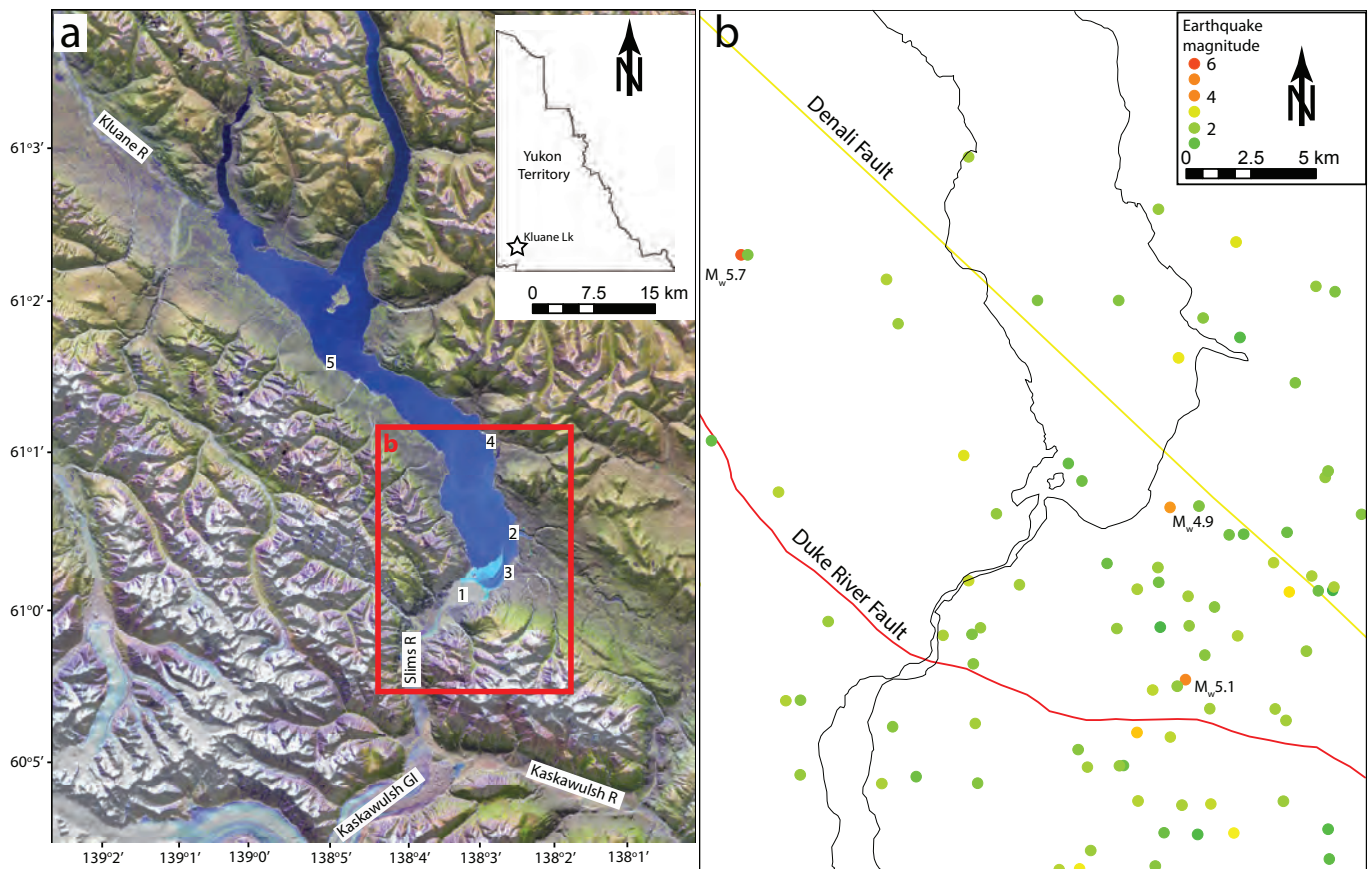 a
N
Yukon
Territory
Kluane Lk
0 7.5 15 km
Kluane R
61°3'
61°2'
61°1'
61°0'
60°5'
5
4
b
2
3
1
Slims R
Kaskawulsh Gl
Kaskawulsh R
139°2' 139°1' 139°0' 138°5' 138°4' 138°3' 138°2' 138°1'
b
Earthquake
magnitude
6
4
2
N
0 2.5 5 km
Denali Fault
Mw5.7
Duke River Fault
Mw4.9
Mw5.1